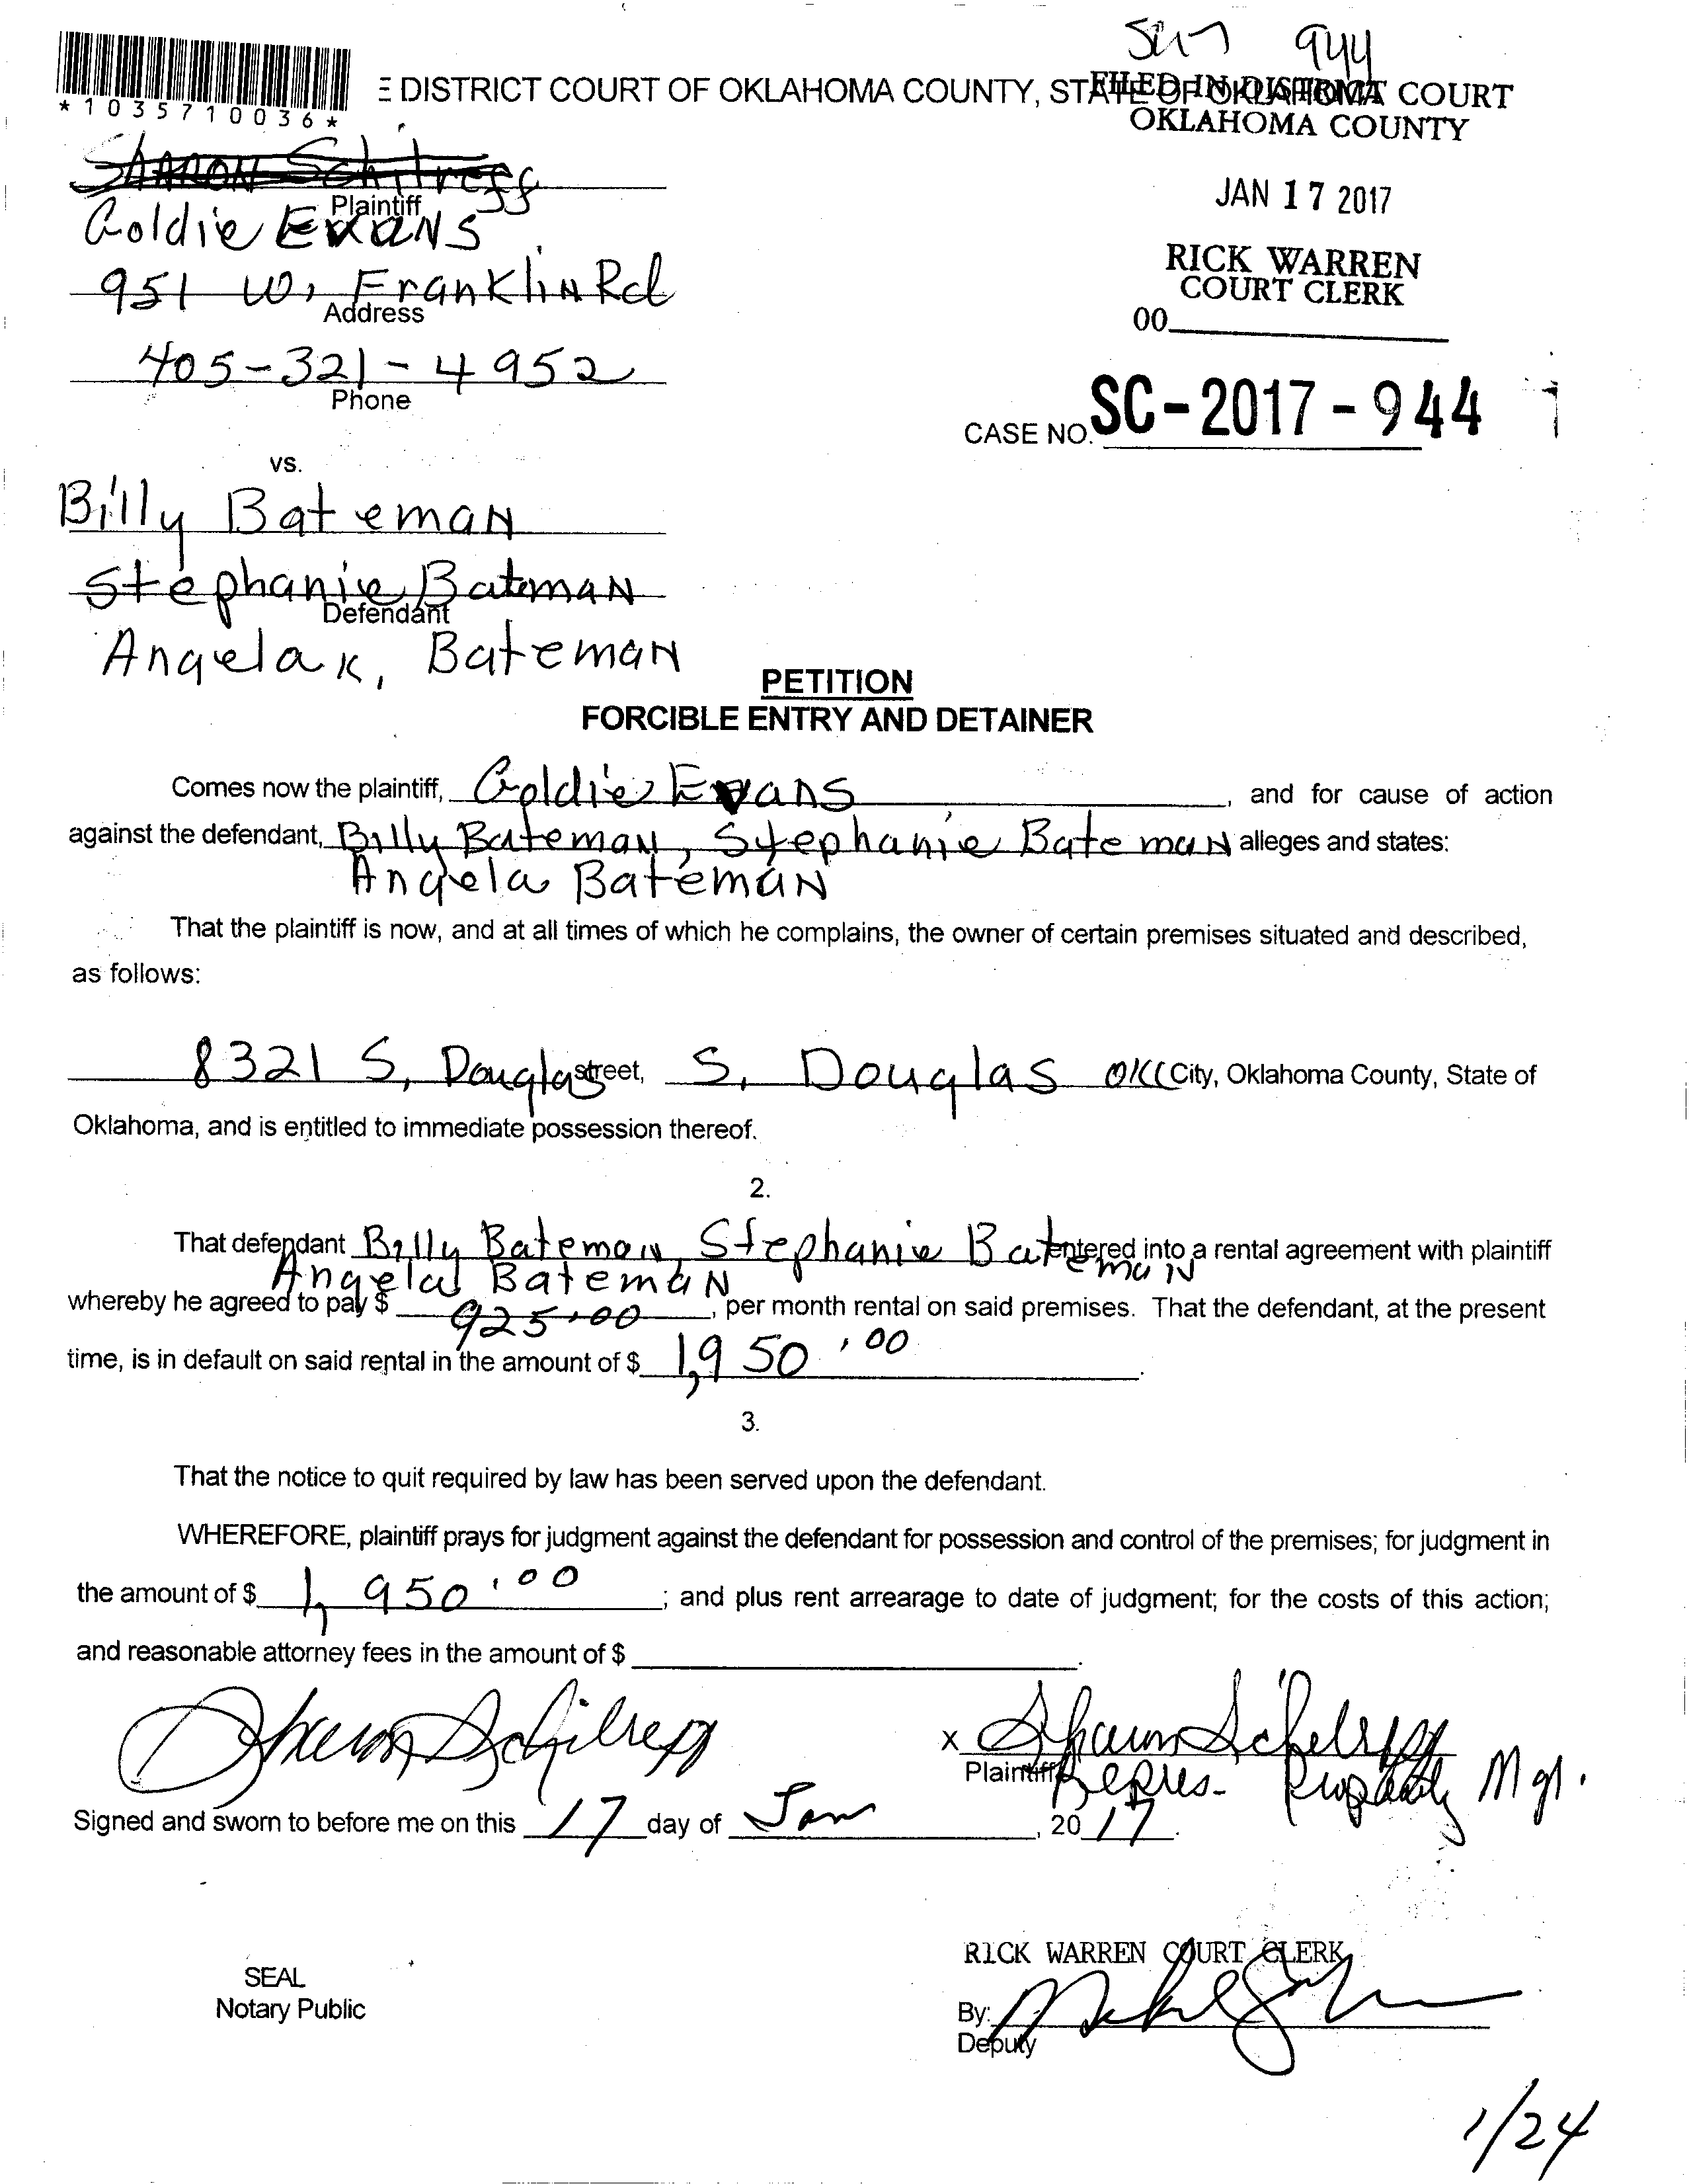 944
E DISTRICT COURT OF OKLAHOMA COUNTY, STATE OF OKLAHOMA
FILED IN DISTRICT COURT
OKLAHOMA COUNTY
*1035710036*
JAN 17 2017
Plaintiff
Goldie Evans
RICK WARREN
COURT CLERK
951 W. Franklin Rd
Address
00
405-321-4952
Phone
CASE NO. SC-2017-944
vs.
Billy Bateman
Stephanie Bateman
Defendant
Angela K. Bateman
PETITION
FORCIBLE ENTRY AND DETAINER
Comes now the plaintiff, Goldie Evans, and for cause of action
against the defendant, Billy Bateman, Stephanie Bateman alleges and states:
Angela Bateman
That the plaintiff is now, and at all times of which he complains, the owner of certain premises situated and described,
as follows:
8321 S. Douglas street, S. Douglas OKC City, Oklahoma County, State of
Oklahoma, and is entitled to immediate possession thereof.
2.
That defendant Billy Bateman Stephanie Bateman entered into a rental agreement with plaintiff
Angela Bateman
whereby he agreed to pay $ 925.00, per month rental on said premises. That the defendant, at the present
time, is in default on said rental in the amount of $ 1,950.00.
3.
That the notice to quit required by law has been served upon the defendant.
WHEREFORE, plaintiff prays for judgment against the defendant for possession and control of the premises; for judgment in
the amount of $ 1,950.00; and plus rent arrearage to date of judgment; for the costs of this action;
and reasonable attorney fees in the amount of $
x
Plaintiff
Repres. Property Mgr.
Signed and sworn to before me on this 17 day of Jan, 2017.
RICK WARREN COURT CLERK
SEAL
Notary Public
By:
Deputy
1/24